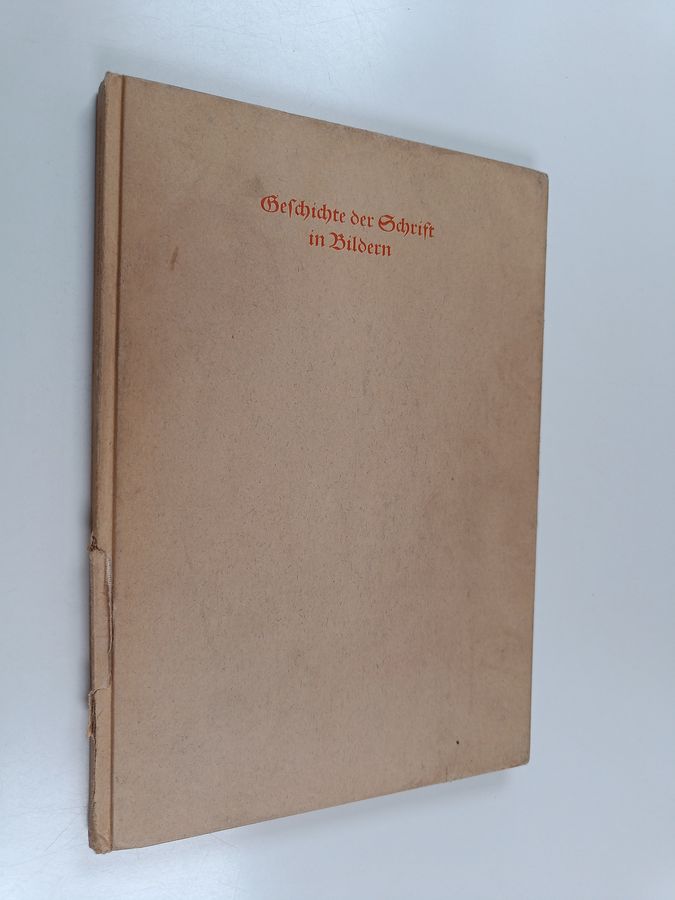 Geſchichte der Schrift
in Bildern